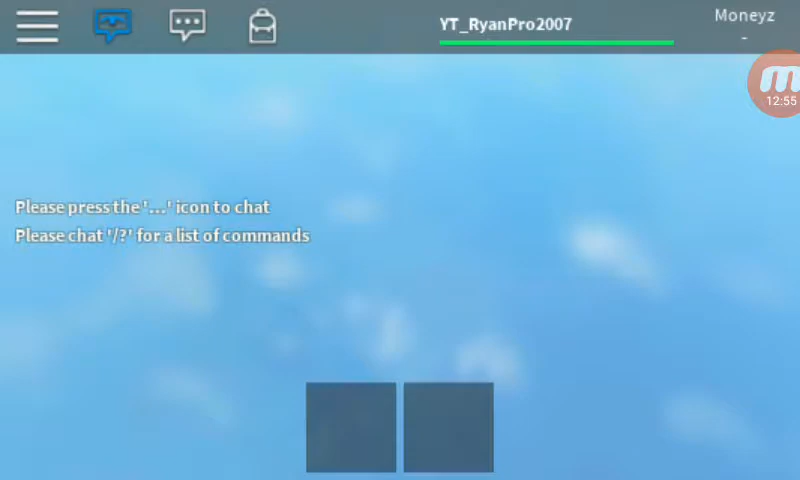 YT_RyanPro2007
Moneyz
-
12:55
Please press the '...' icon to chat
Please chat '/?' for a list of commands